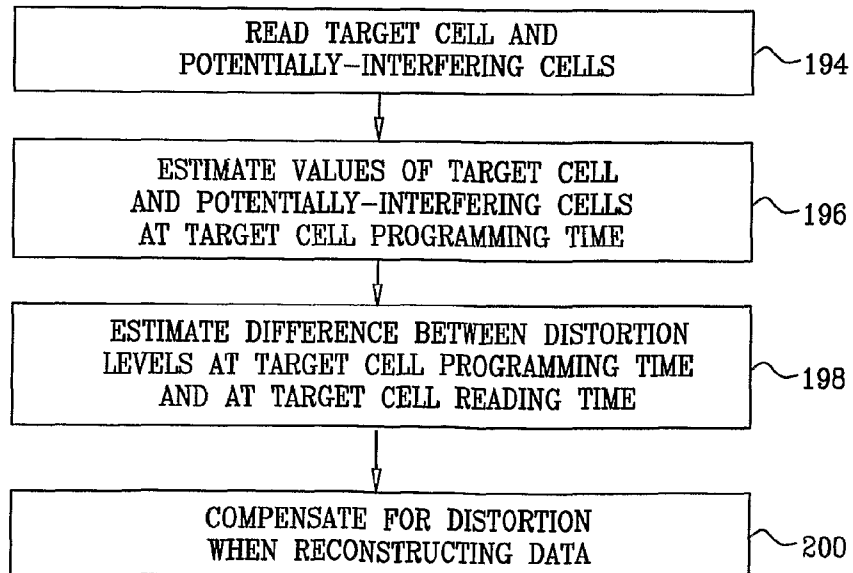 READ TARGET CELL AND
POTENTIALLY-INTERFERING CELLS
194
ESTIMATE VALUES OF TARGET CELL
AND POTENTIALLY-INTERFERING CELLS
AT TARGET CELL PROGRAMMING TIME
196
ESTIMATE DIFFERENCE BETWEEN DISTORTION
LEVELS AT TARGET CELL PROGRAMMING TIME
AND AT TARGET CELL READING TIME
198
COMPENSATE FOR DISTORTION
WHEN RECONSTRUCTING DATA
200